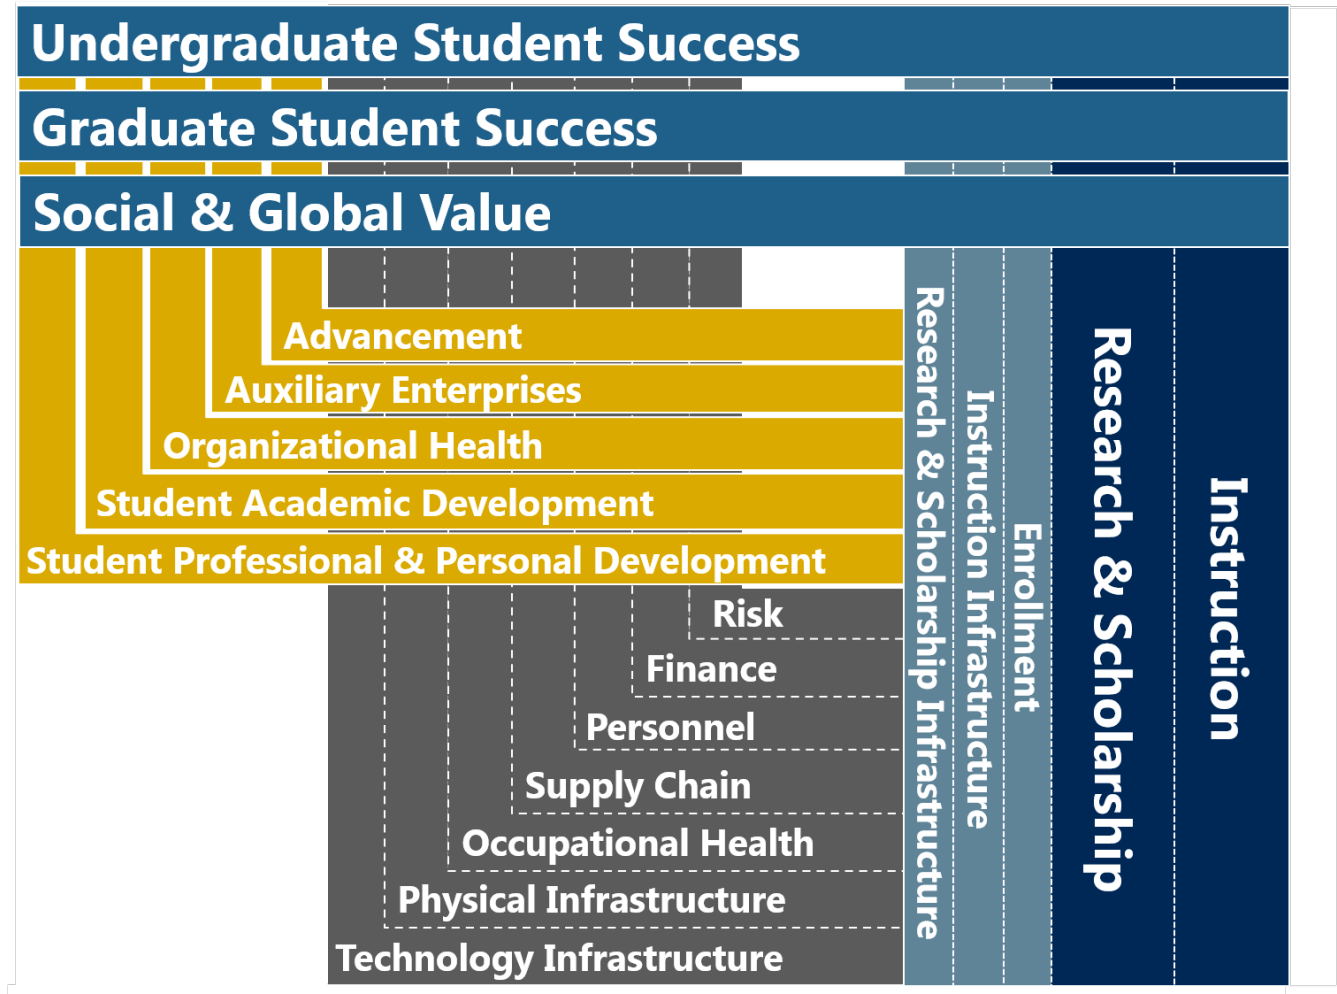 Undergraduate Student Success
Graduate Student Success
Social & Global Value
Advancement
Auxiliary Enterprises
Organizational Health
Student Academic Development
Student Professional & Personal Development
Risk
Finance
Personnel
Supply Chain
Occupational Health
Physical Infrastructure
Technology Infrastructure
Research & Scholarship Infrastructure
Instruction Infrastructure
Enrollment
Research & Scholarship
Instruction